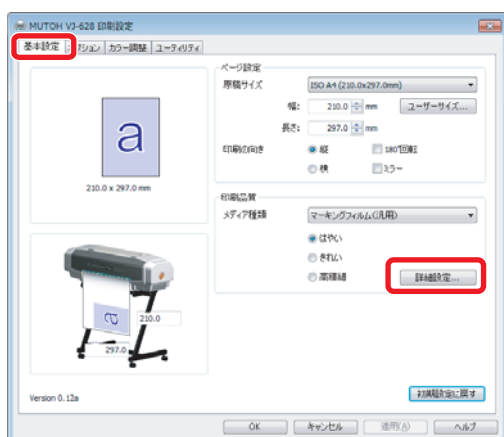 MUTOH VJ-628 印刷設定
基本設定 オプション カラー調整 ユーティリティ
ページ設定
原稿サイズ ISO A4 (210.0x297.0mm)
幅: 210.0 mm ユーザーサイズ...
長さ: 297.0 mm
印刷の向き 縦 180°回転
横 ミラー
a
210.0 x 297.0 mm
印刷品質
メディア種類 マーキングフィルム(汎用)
はやい
きれい
高精細 詳細設定...
a
210.0
297.0
Version 0.12a
初期設定に戻す
OK キャンセル 適用(A) ヘルプ